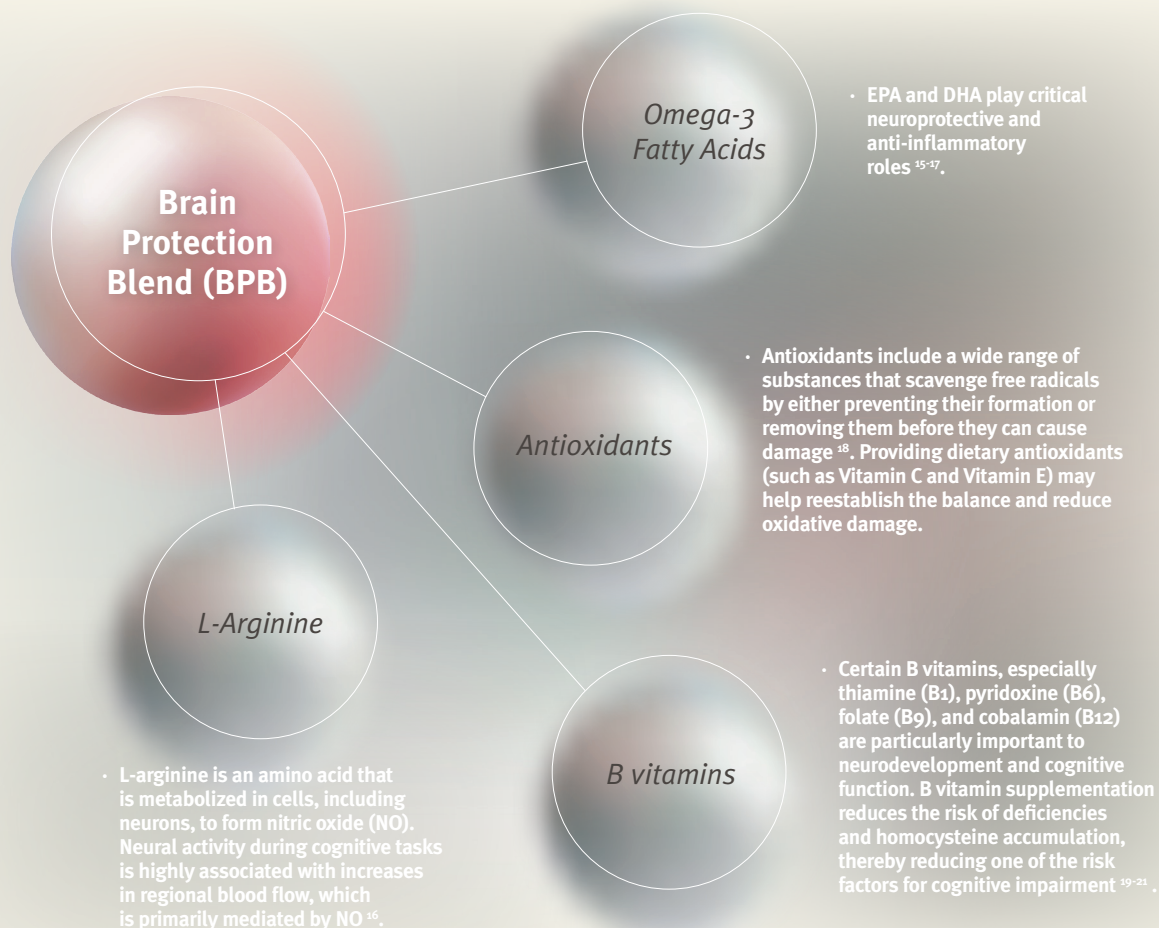 Brain
Protection
Blend (BPB)
Omega-3
Fatty Acids
· EPA and DHA play critical
neuroprotective and
anti-inflammatory
roles 15-17.
Antioxidants
· Antioxidants include a wide range of
substances that scavenge free radicals
by either preventing their formation or
removing them before they can cause
damage 18. Providing dietary antioxidants
(such as Vitamin C and Vitamin E) may
help reestablish the balance and reduce
oxidative damage.
L-Arginine
· L-arginine is an amino acid that
is metabolized in cells, including
neurons, to form nitric oxide (NO).
Neural activity during cognitive tasks
is highly associated with increases
in regional blood flow, which
is primarily mediated by NO 16.
B vitamins
· Certain B vitamins, especially
thiamine (B1), pyridoxine (B6),
folate (B9), and cobalamin (B12)
are particularly important to
neurodevelopment and cognitive
function. B vitamin supplementation
reduces the risk of deficiencies
and homocysteine accumulation,
thereby reducing one of the risk
factors for cognitive impairment 19-21 .